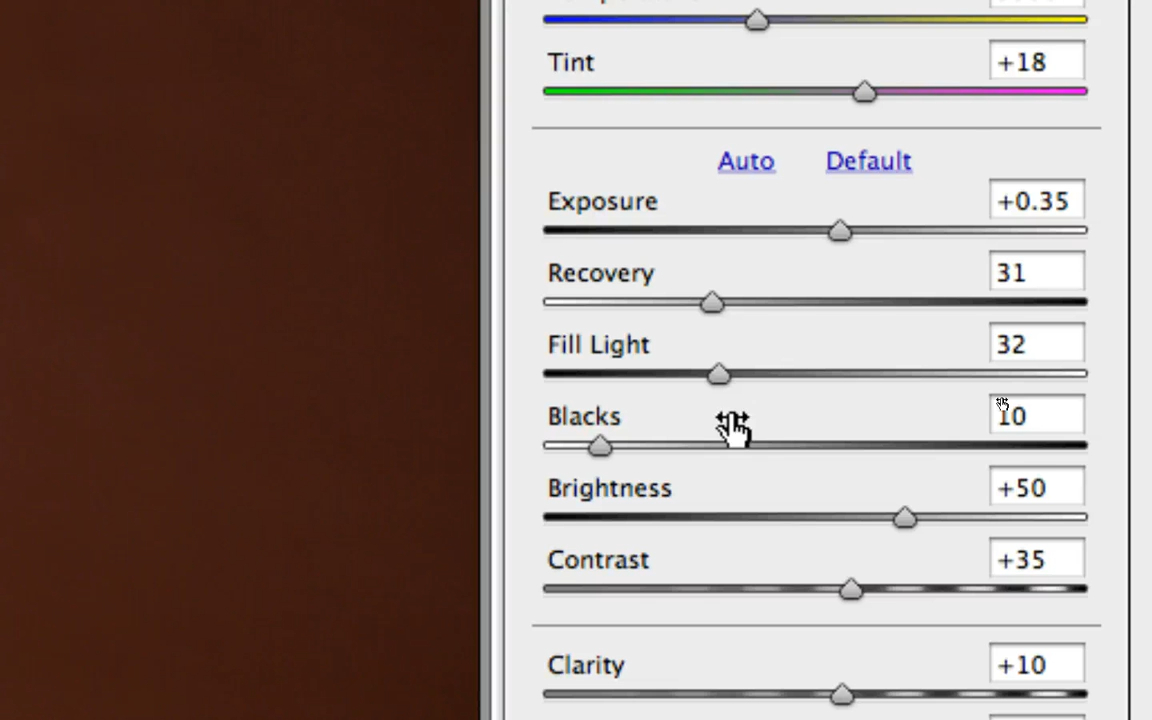 Tint +18
Auto Default
Exposure +0.35
Recovery 31
Fill Light 32
Blacks 10
Brightness +50
Contrast +35
Clarity +10